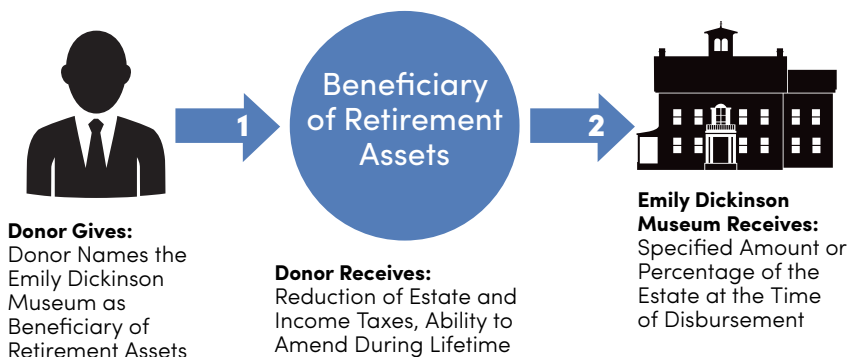 1
Beneficiary
of Retirement
Assets
2
Donor Gives:
Donor Names the
Emily Dickinson
Museum as
Beneficiary of
Retirement Assets
Donor Receives:
Reduction of Estate and
Income Taxes, Ability to
Amend During Lifetime
Emily Dickinson
Museum Receives:
Specified Amount or
Percentage of the
Estate at the Time
of Disbursement